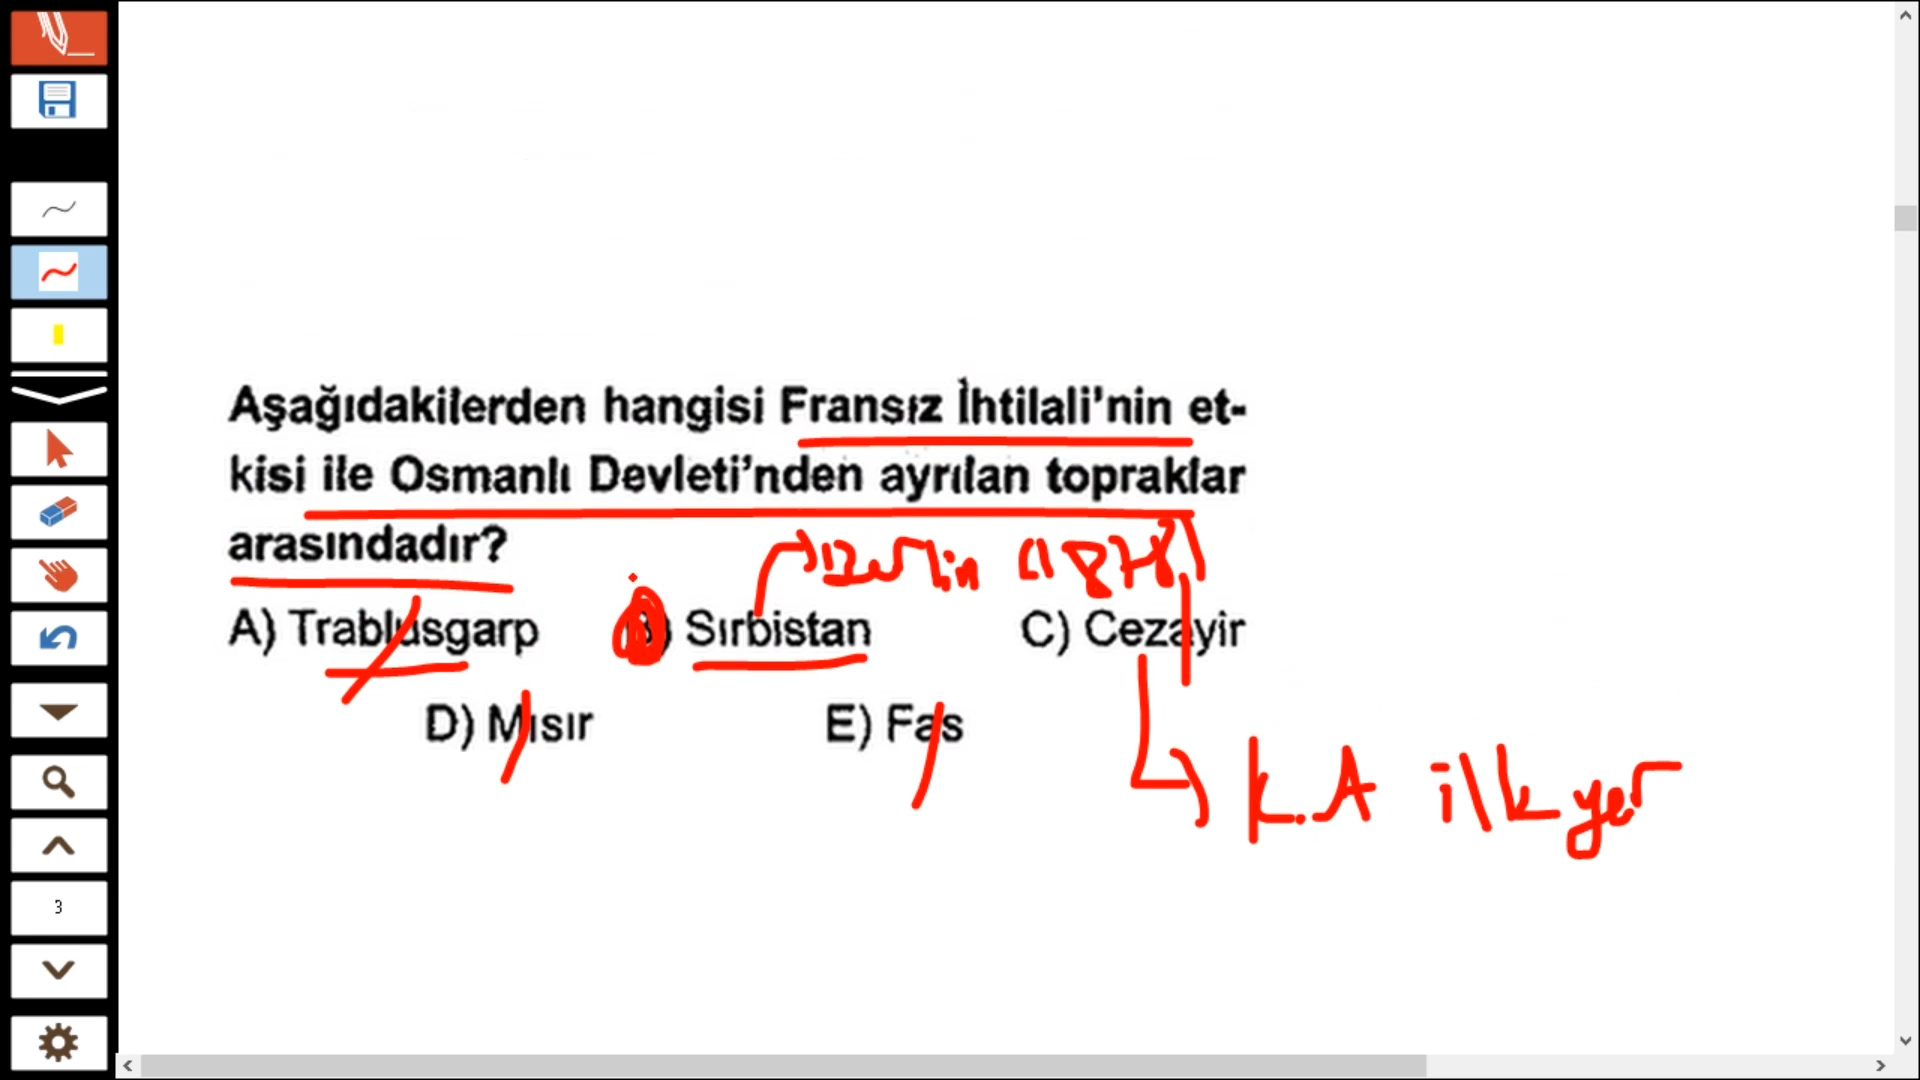 Aşağıdakilerden hangisi Fransız İhtilali'nin et-
kisi ile Osmanlı Devleti'nden ayrılan topraklar
arasındadır?
Berlin (1878)
A) Trablusgarp B) Sırbistan C) Cezayir
D) Mısır E) Fas
K.A ilk yer
3